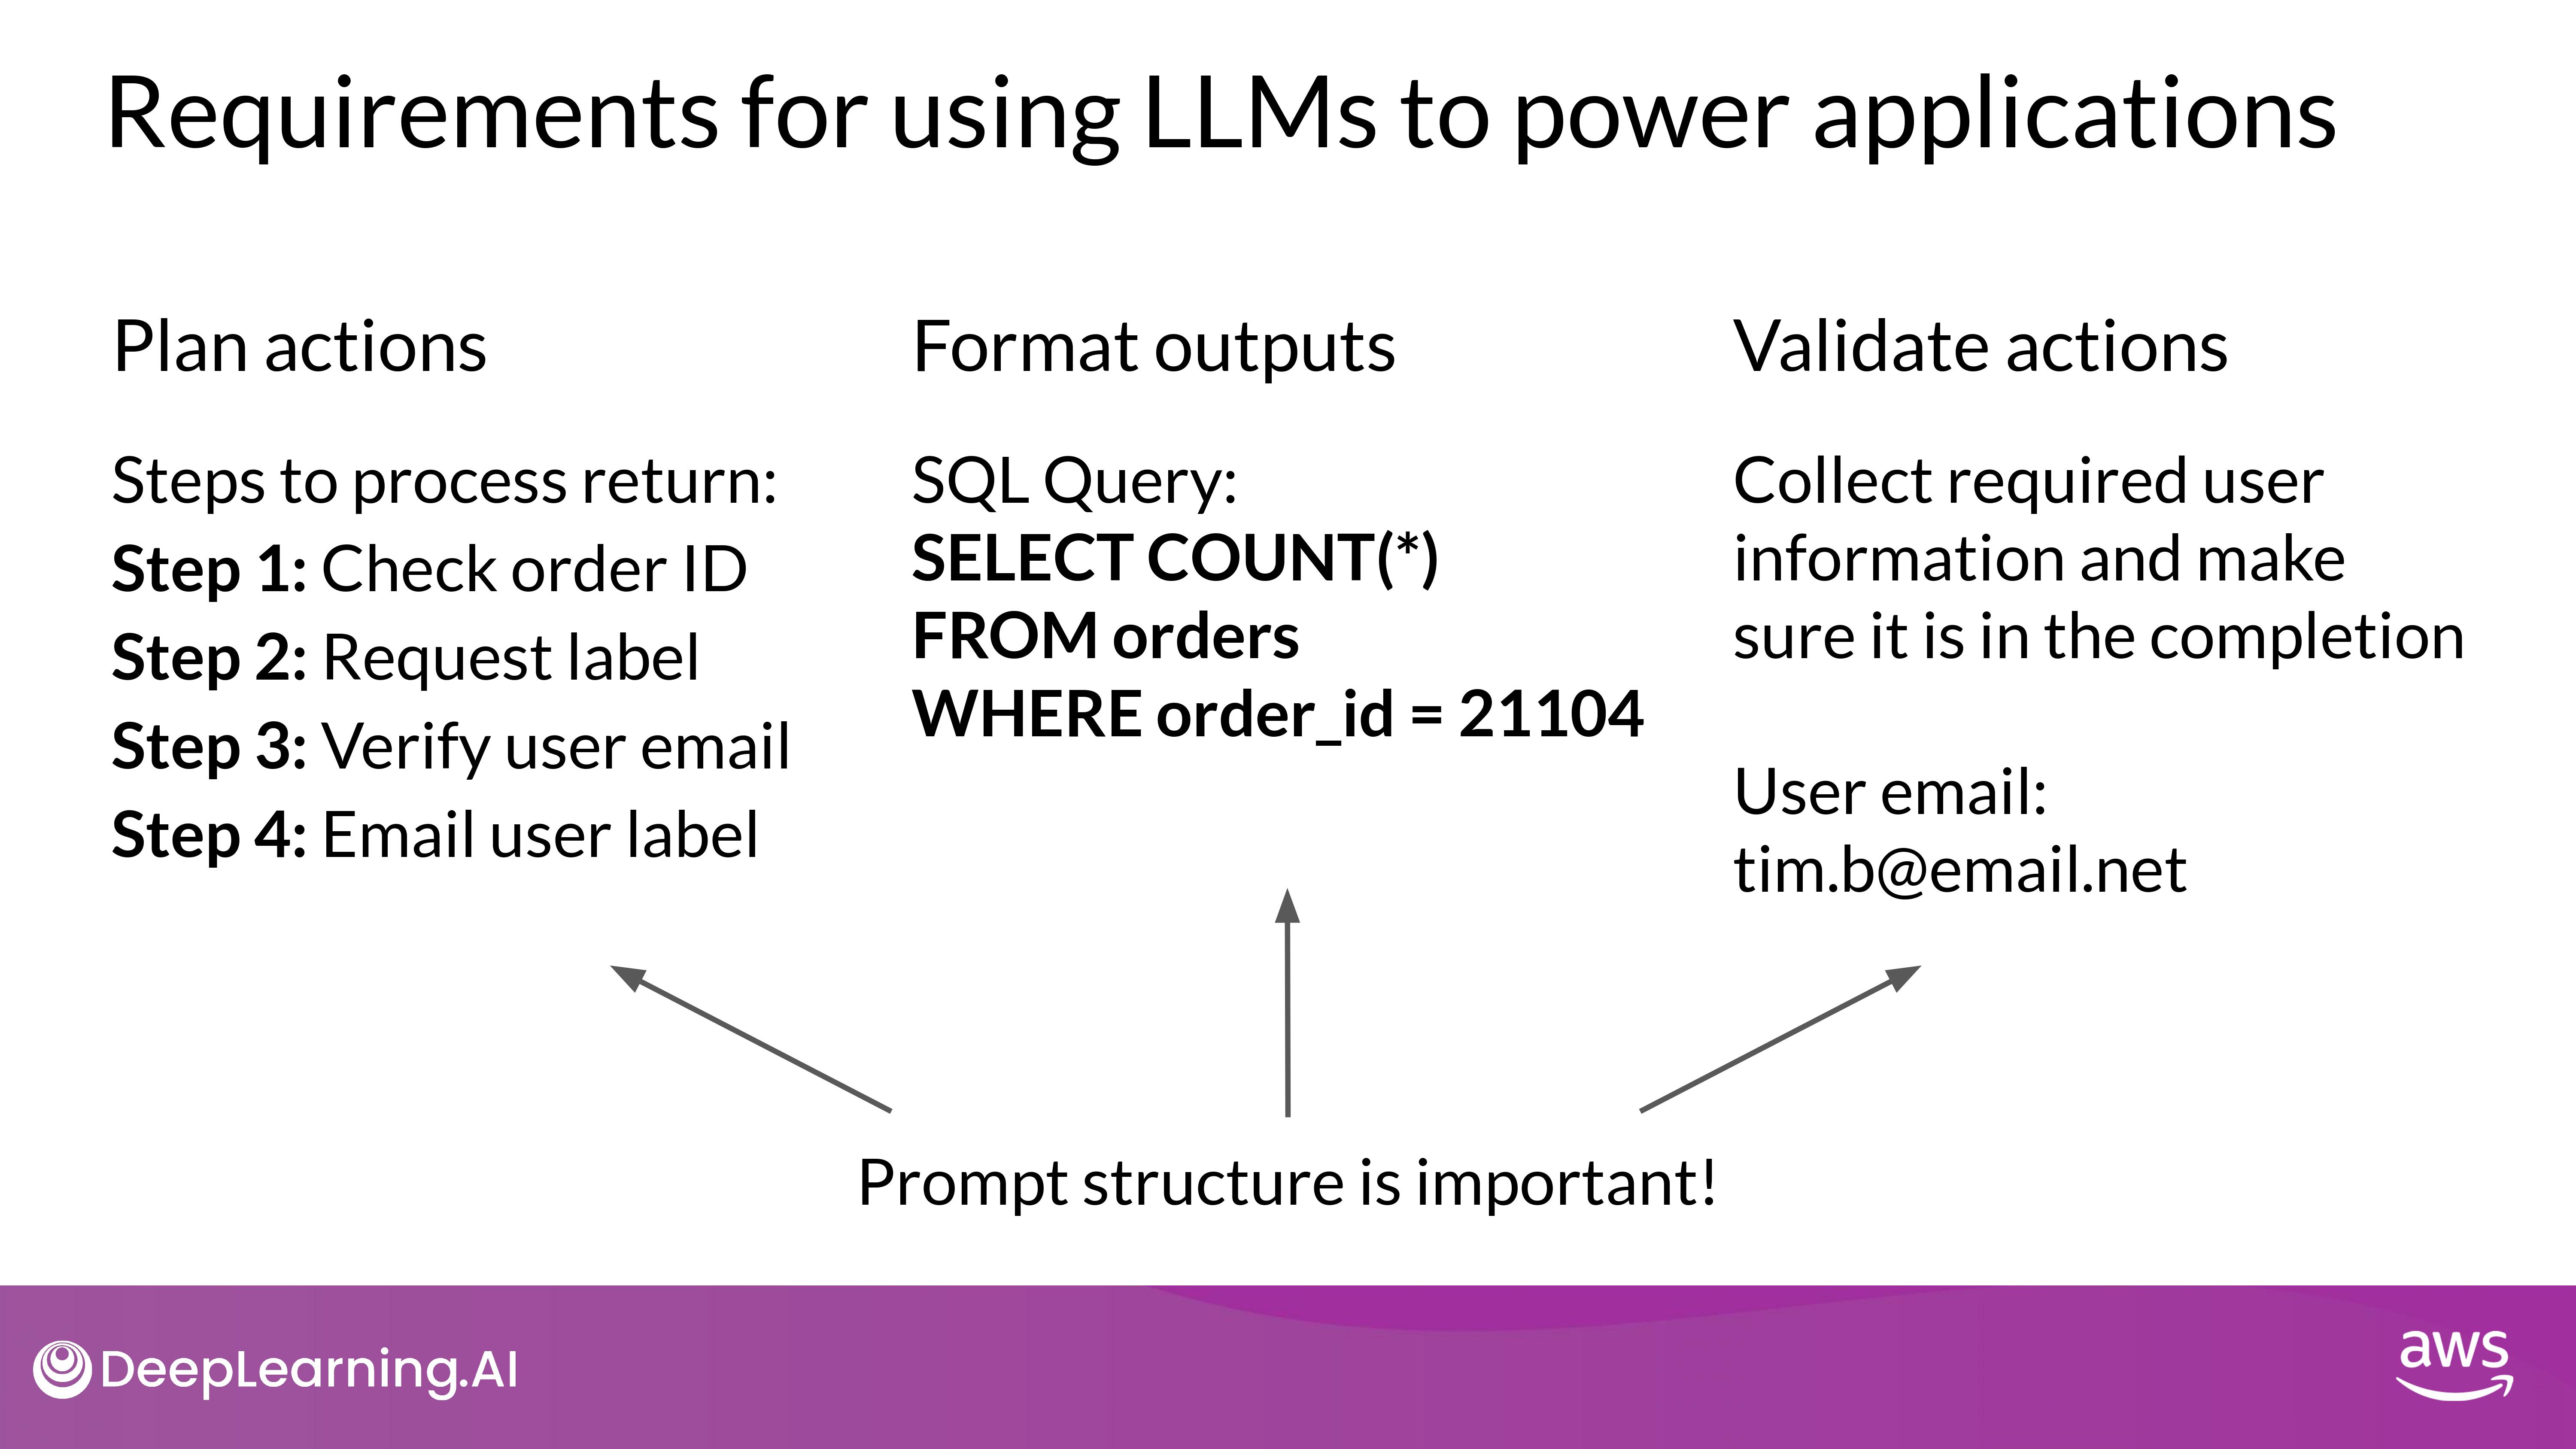 Requirements for using LLMs to power applications
Plan actions
Steps to process return:
Step 1: Check order ID
Step 2: Request label
Step 3: Verify user email
Step 4: Email user label
Format outputs
SQL Query:
SELECT COUNT(*)
FROM orders
WHERE order_id = 21104
Validate actions
Collect required user
information and make
sure it is in the completion
User email:
tim.b@email.net
Prompt structure is important!
DeepLearning.AI
aws